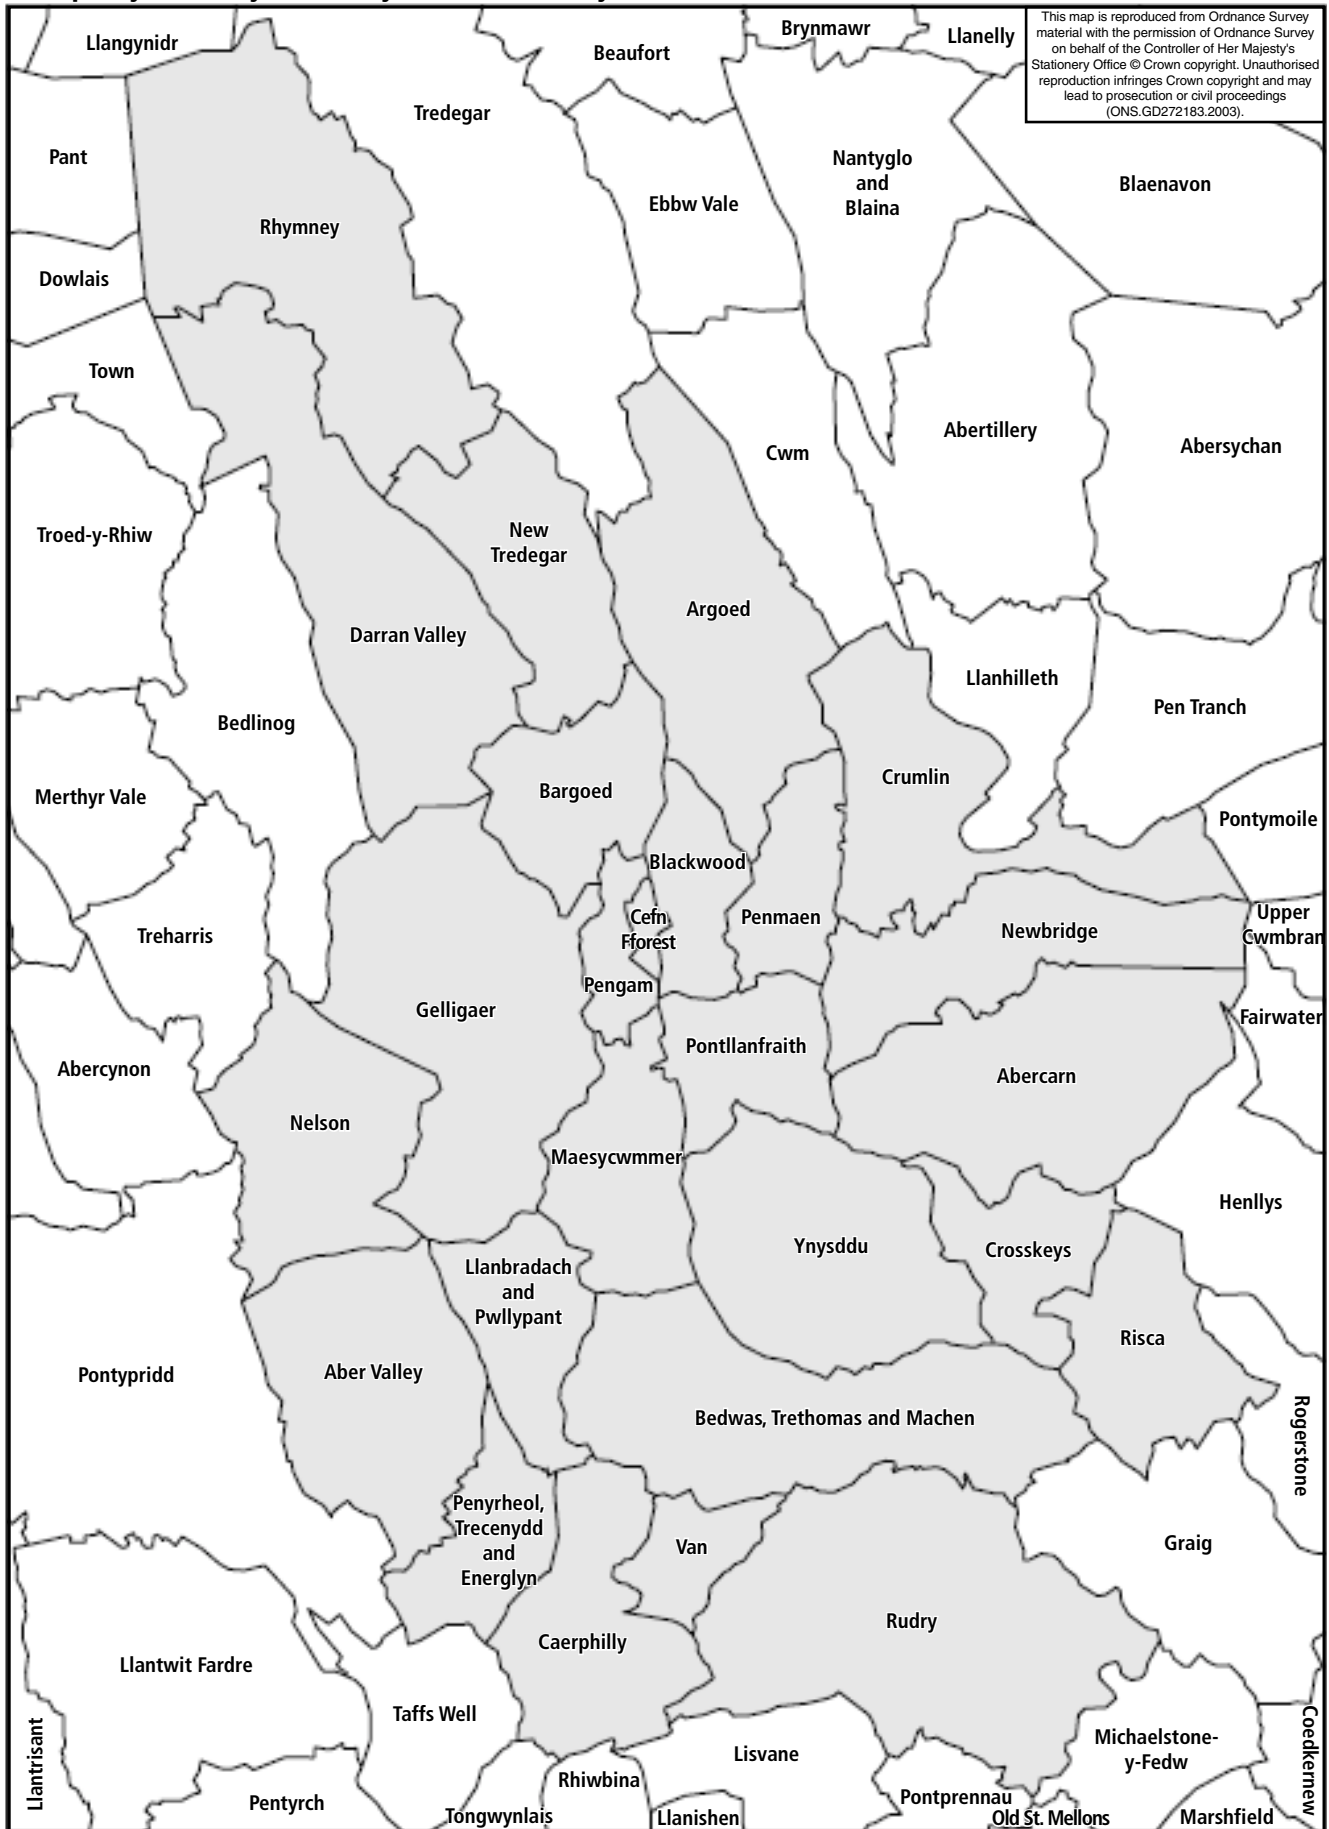 This map is reproduced from Ordnance Survey
material with the permission of Ordnance Survey
on behalf of the Controller of Her Majesty's
Stationery Office © Crown copyright. Unauthorised
reproduction infringes Crown copyright and may
lead to prosecution or civil proceedings
(ONS.GD272183.2003).
Llangynidr
Beaufort
Brynmawr
Llanelly
Tredegar
Pant
Nantyglo
and
Blaina
Blaenavon
Ebbw Vale
Rhymney
Dowlais
Town
Abertillery
Abersychan
Cwm
Troed-y-Rhiw
New
Tredegar
Argoed
Darran Valley
Llanhilleth
Pen Tranch
Bedlinog
Merthyr Vale
Bargoed
Crumlin
Pontymoile
Blackwood
Treharris
Cefn
Fforest
Penmaen
Newbridge
Upper
Cwmbran
Pengam
Gelligaer
Fairwater
Abercynon
Pontllanfraith
Abercarn
Nelson
Maesycwmmer
Henllys
Ynysddu
Crosskeys
Llanbradach
and
Pwllypant
Risca
Pontypridd
Aber Valley
Bedwas, Trethomas and Machen
Rogerstone
Penyrheol,
Trecenydd
and
Energlyn
Van
Graig
Rudry
Caerphilly
Llantwit Fardre
Taffs Well
Llantrisant
Lisvane
Michaelstone-
y-Fedw
Coedkernew
Rhiwbina
Pentyrch
Tongwynlais
Llanishen
Pontprennau
Old St. Mellons
Marshfield